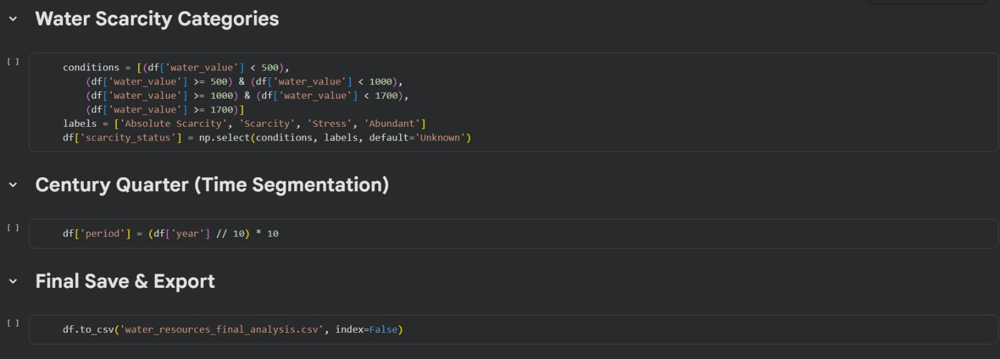 Water Scarcity Categories
[ ]
conditions = [(df['water_value'] < 500),
(df['water_value'] >= 500) & (df['water_value'] < 1000),
(df['water_value'] >= 1000) & (df['water_value'] < 1700),
(df['water_value'] >= 1700)]
labels = ['Absolute Scarcity', 'Scarcity', 'Stress', 'Abundant']
df['scarcity_status'] = np.select(conditions, labels, default='Unknown')
Century Quarter (Time Segmentation)
[ ]
df['period'] = (df['year'] // 10) * 10
Final Save & Export
[ ]
df.to_csv('water_resources_final_analysis.csv', index=False)